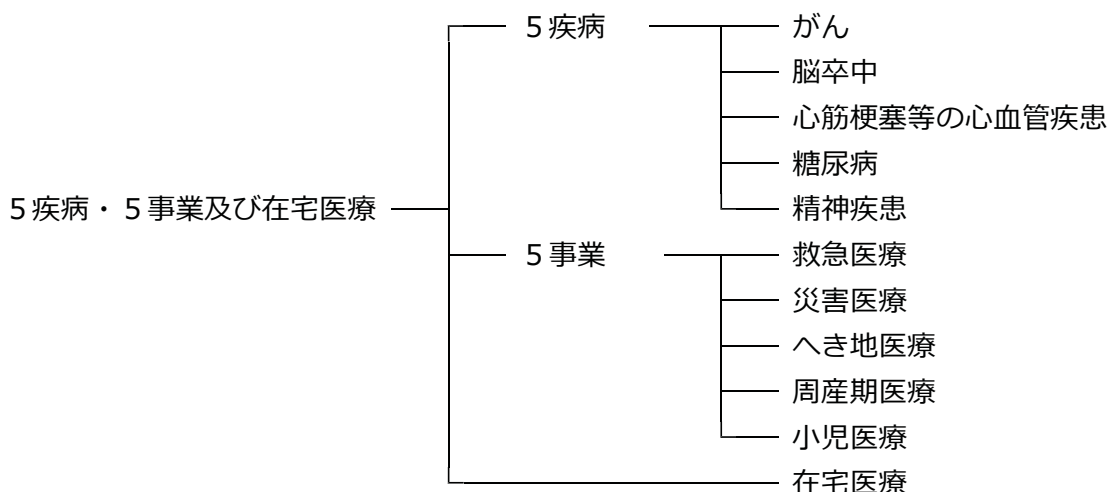 5疾病
がん
脳卒中
心筋梗塞等の心血管疾患
糖尿病
5疾病・5事業及び在宅医療
精神疾患
5事業
救急医療
災害医療
へき地医療
周産期医療
小児医療
在宅医療